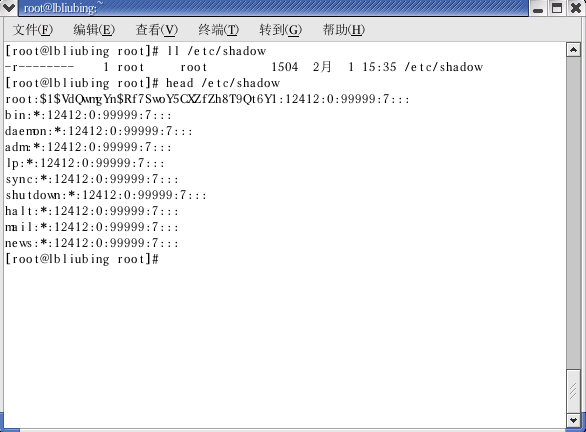 root@lbliubing:~
文件(F) 编辑(E) 查看(V) 终端(T) 转到(G) 帮助(H)
[root@lbliubing root]# ll /etc/shadow
-r-------- 1 root root 1504 2月 1 15:35 /etc/shadow
[root@lbliubing root]# head /etc/shadow
root:$1$VdQwngYn$Rf7SwoY5CXZfZh8T9Qt6Y1:12412:0:99999:7:::
bin:*:12412:0:99999:7:::
daemon:*:12412:0:99999:7:::
adm:*:12412:0:99999:7:::
lp:*:12412:0:99999:7:::
sync:*:12412:0:99999:7:::
shutdown:*:12412:0:99999:7:::
halt:*:12412:0:99999:7:::
mail:*:12412:0:99999:7:::
news:*:12412:0:99999:7:::
[root@lbliubing root]#